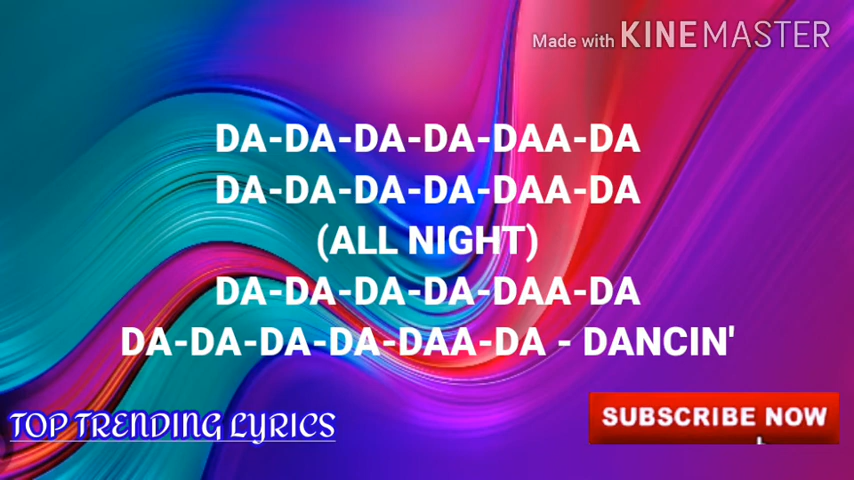 Made with KINEMASTER
DA-DA-DA-DA-DAA-DA
DA-DA-DA-DA-DAA-DA
(ALL NIGHT)
DA-DA-DA-DA-DAA-DA
DA-DA-DA-DA-DAA-DA - DANCIN'
TOP TRENDING LYRICS
SUBSCRIBE NOW